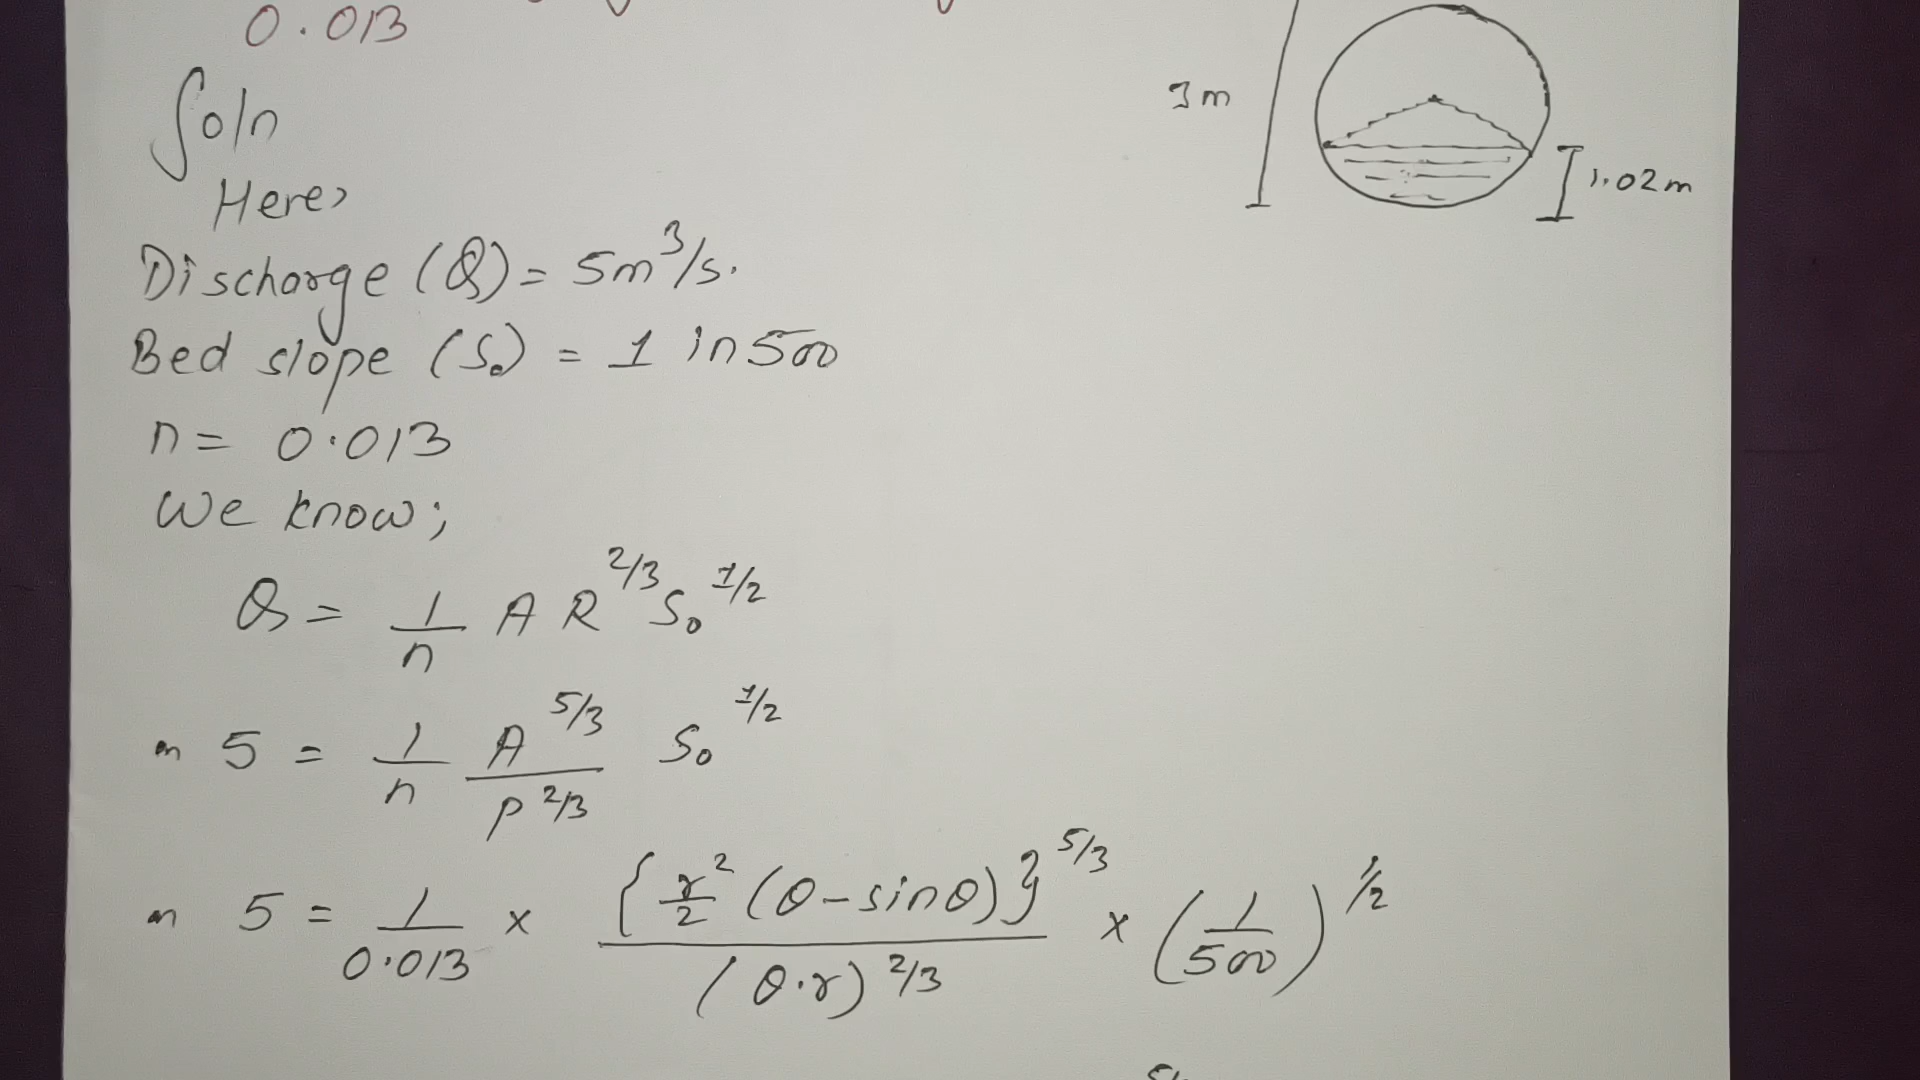 0.013
Soln
Here,
3m
1.02m
Discharge (Q) = 5m³/s.
Bed slope (S₀) = 1 in 500
n = 0.013
We know;
Q = 1/n A R^2/3 S₀^1/2
or 5 = 1/n A^5/3 / P^2/3 S₀^1/2
or 5 = 1/0.013 × {r²/2 (θ-sinθ)}^5/3 / (θ.r)^2/3 × (1/500)^1/2